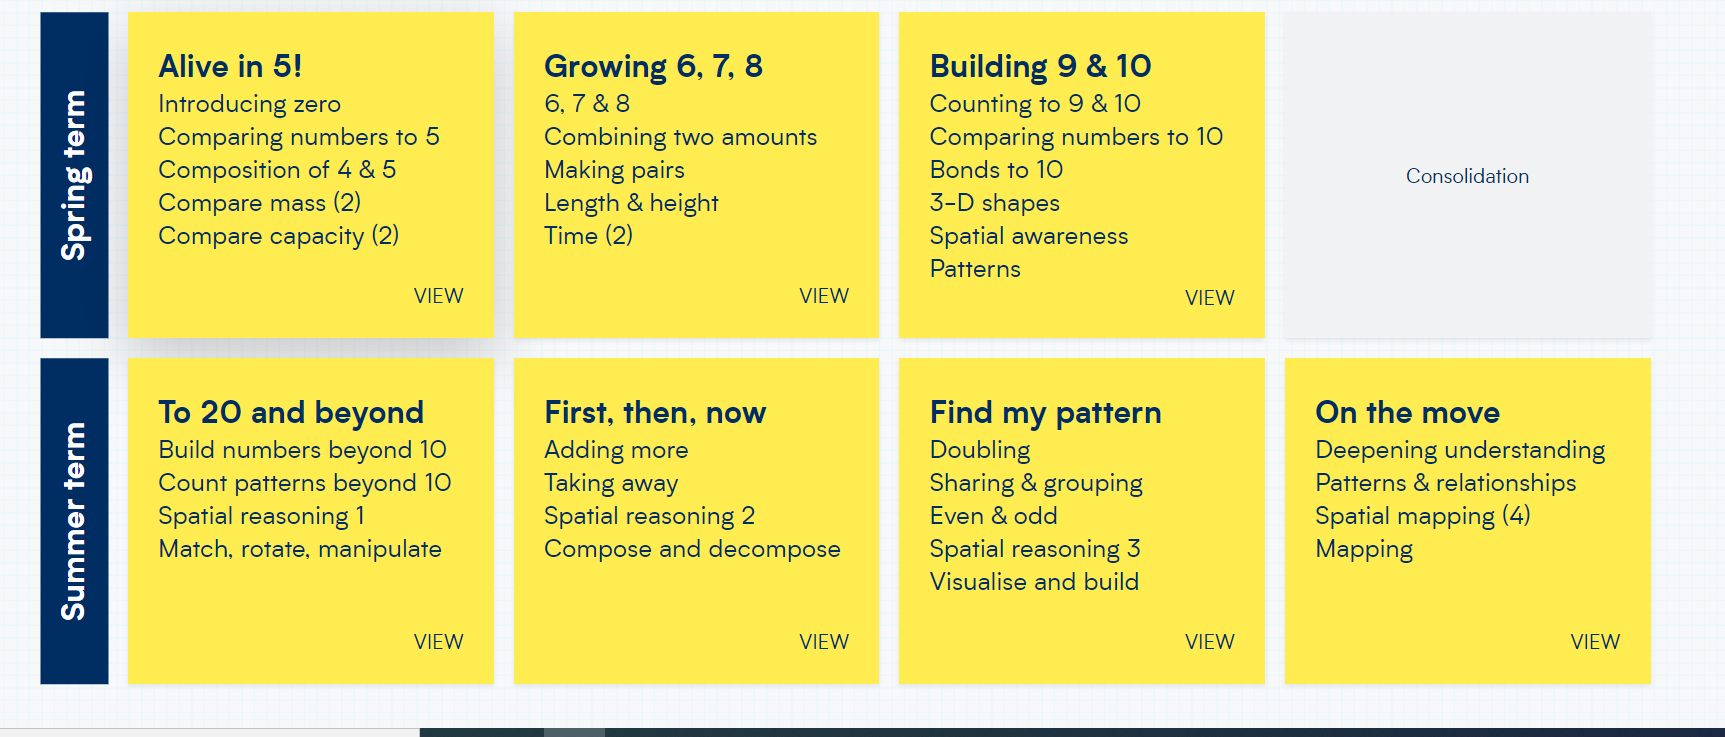 Spring term
Alive in 5!
Introducing zero
Comparing numbers to 5
Composition of 4 & 5
Compare mass (2)
Compare capacity (2)
VIEW
Growing 6, 7, 8
6, 7 & 8
Combining two amounts
Making pairs
Length & height
Time (2)
VIEW
Building 9 & 10
Counting to 9 & 10
Comparing numbers to 10
Bonds to 10
3-D shapes
Spatial awareness
Patterns
VIEW
Consolidation
Summer term
To 20 and beyond
Build numbers beyond 10
Count patterns beyond 10
Spatial reasoning 1
Match, rotate, manipulate
VIEW
First, then, now
Adding more
Taking away
Spatial reasoning 2
Compose and decompose
VIEW
Find my pattern
Doubling
Sharing & grouping
Even & odd
Spatial reasoning 3
Visualise and build
VIEW
On the move
Deepening understanding
Patterns & relationships
Spatial mapping (4)
Mapping
VIEW